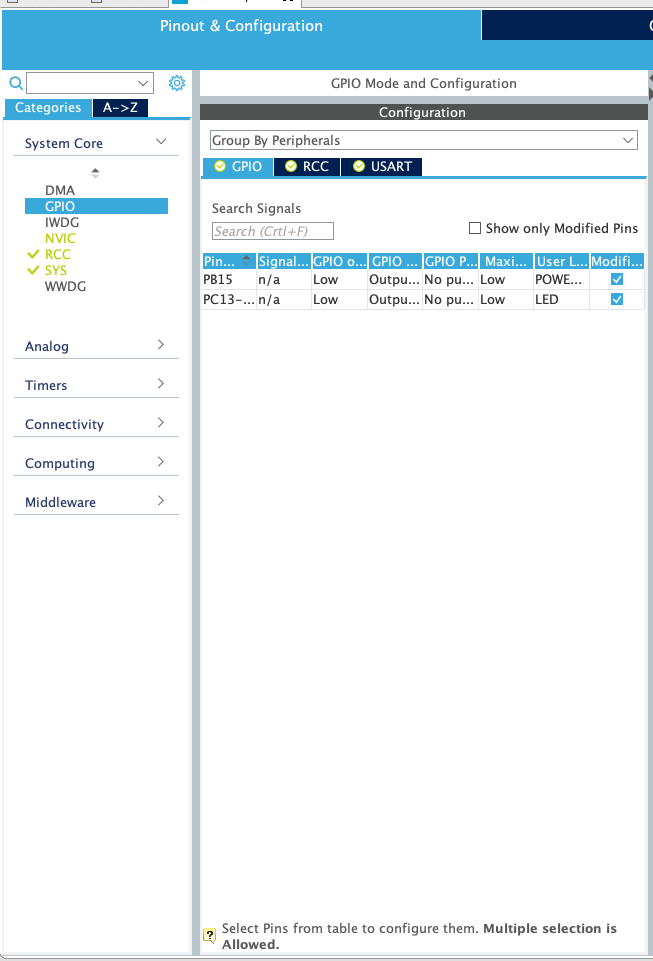 Pinout & Configuration
GPIO Mode and Configuration
Categories A->Z
Configuration
System Core
Group By Peripherals
GPIO RCC USART
DMA
GPIO
IWDG
NVIC
RCC
SYS
WWDG
Search Signals
Search (Crtl+F)
Show only Modified Pins
Pin... Signal... GPIO o... GPIO ... GPIO P... Maxi... User L... Modifi...
PB15 n/a Low Outpu... No pu... Low POWE...
PC13-... n/a Low Outpu... No pu... Low LED
Analog
Timers
Connectivity
Computing
Middleware
Select Pins from table to configure them. Multiple selection is
Allowed.